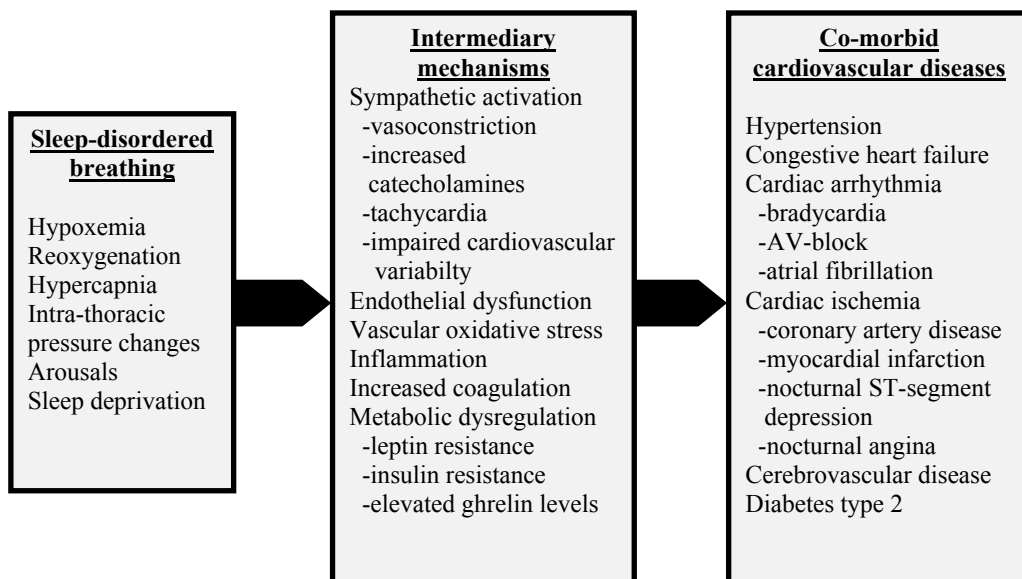 Sleep-disordered
breathing
Hypoxemia
Reoxygenation
Hypercapnia
Intra-thoracic
pressure changes
Arousals
Sleep deprivation
Intermediary
mechanisms
Sympathetic activation
-vasoconstriction
-increased
catecholamines
-tachycardia
-impaired cardiovascular
variabilty
Endothelial dysfunction
Vascular oxidative stress
Inflammation
Increased coagulation
Metabolic dysregulation
-leptin resistance
-insulin resistance
-elevated ghrelin levels
Co-morbid
cardiovascular diseases
Hypertension
Congestive heart failure
Cardiac arrhythmia
-bradycardia
-AV-block
-atrial fibrillation
Cardiac ischemia
-coronary artery disease
-myocardial infarction
-nocturnal ST-segment
depression
-nocturnal angina
Cerebrovascular disease
Diabetes type 2